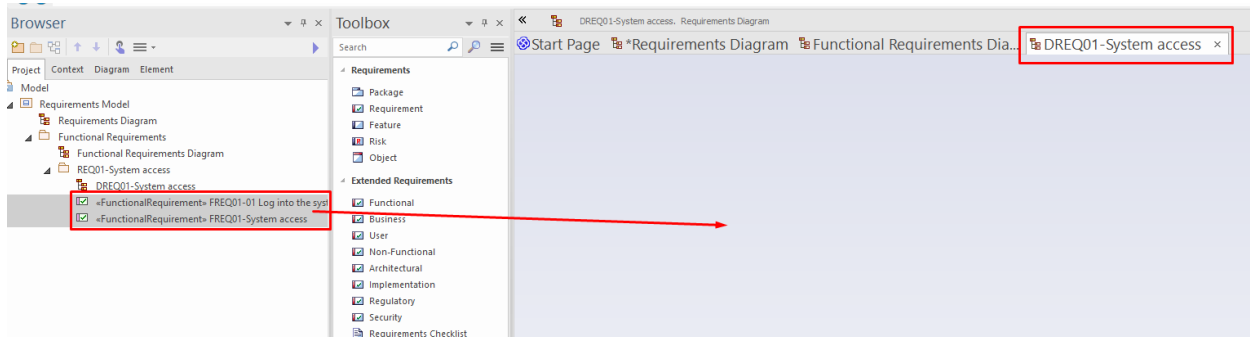 Browser
Project Context Diagram Element
Model
Requirements Model
Requirements Diagram
Functional Requirements
Functional Requirements Diagram
REQ01-System access
DREQ01-System access
«FunctionalRequirement» FREQ01-01 Log into the syst
«FunctionalRequirement» FREQ01-System access
Toolbox
Search
Requirements
Package
Requirement
Feature
Risk
Object
Extended Requirements
Functional
Business
User
Non-Functional
Architectural
Implementation
Regulatory
Security
Requirements Checklist
DREQ01-System access. Requirements Diagram
Start Page *Requirements Diagram Functional Requirements Dia... DREQ01-System access ×